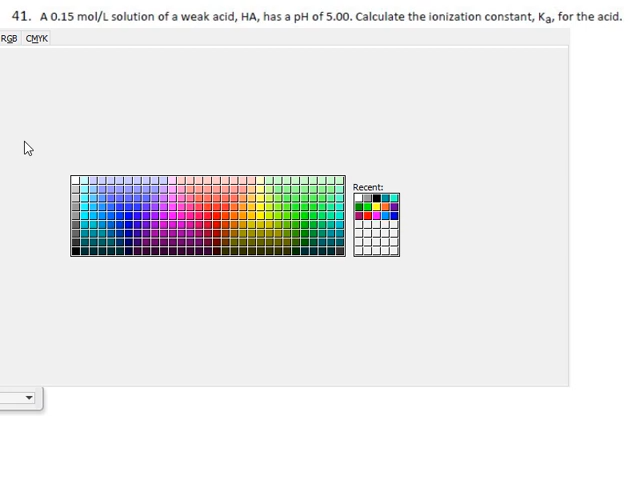 41. A 0.15 mol/L solution of a weak acid, HA, has a pH of 5.00. Calculate the ionization constant, Ka, for the acid.
RGB CMYK
Recent: